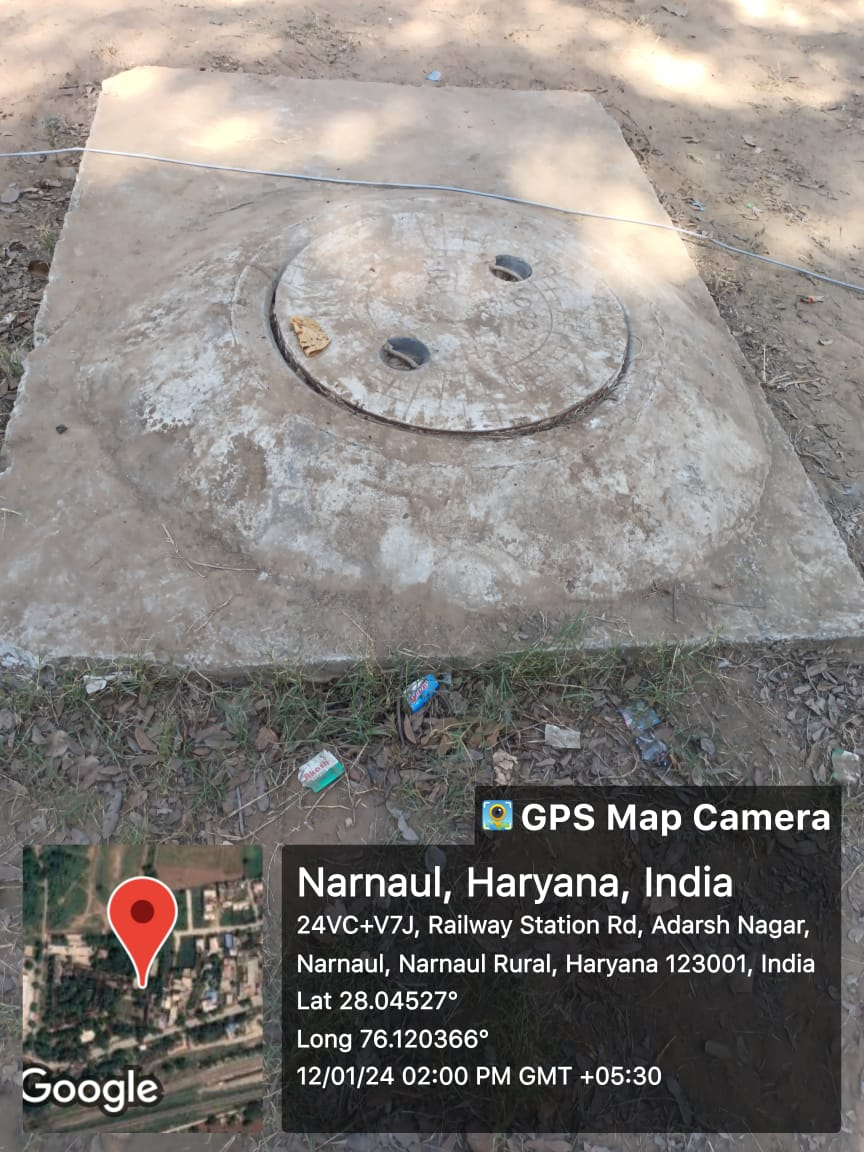 Akash
GPS Map Camera
Narnaul, Haryana, India
24VC+V7J, Railway Station Rd, Adarsh Nagar,
Narnaul, Narnaul Rural, Haryana 123001, India
Lat 28.04527°
Long 76.120366°
12/01/24 02:00 PM GMT +05:30
Google